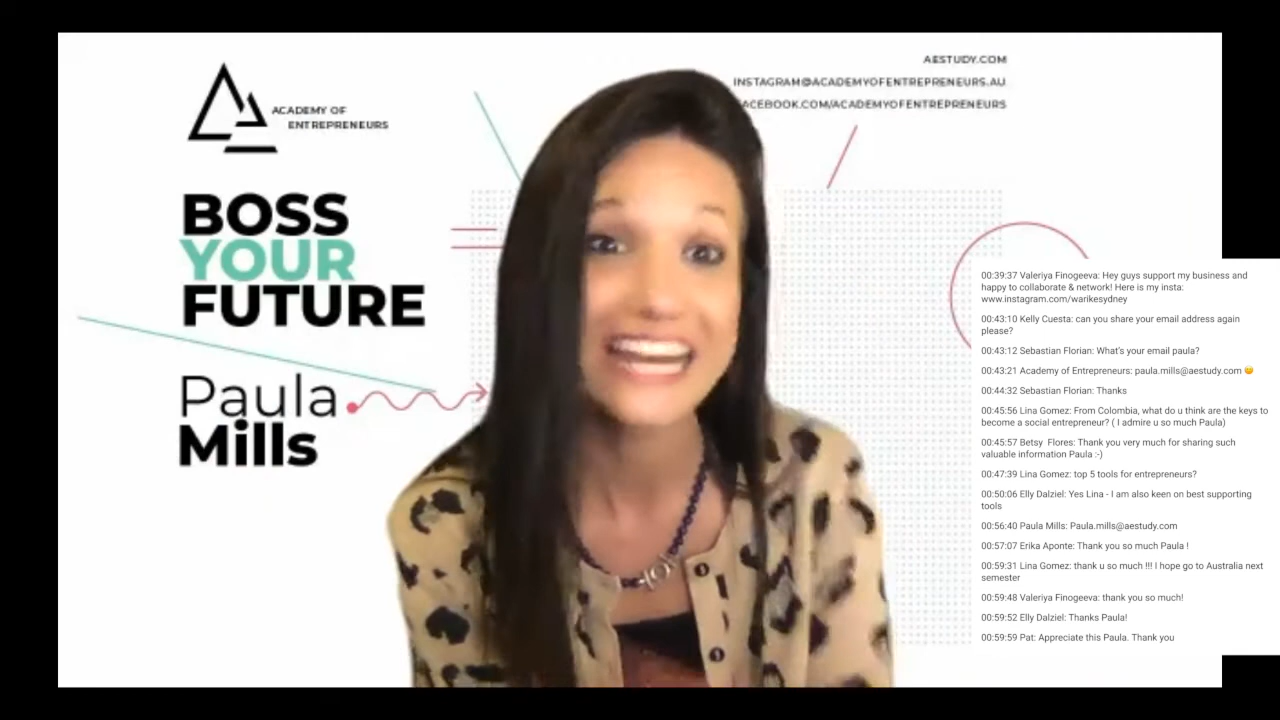 ACADEMY OF
ENTREPRENEURS
AESTUDY.COM
INSTAGRAM@ACADEMYOFENTREPRENEURS.AU
ACEBOOK.COM/ACADEMYOFENTREPRENEURS
BOSS
YOUR
FUTURE
Paula
Mills
00:39:37 Valeriya Finogeeva: Hey guys support my business and
happy to collaborate & network! Here is my insta:
www.instagram.com/warikesydney
00:43:10 Kelly Cuesta: can you share your email address again
please?
00:43:12 Sebastian Florian: What's your email paula?
00:43:21 Academy of Entrepreneurs: paula.mills@aestudy.com 😊
00:44:32 Sebastian Florian: Thanks
00:45:56 Lina Gomez: From Colombia, what do u think are the keys to
become a social entrepreneur? ( I admire u so much Paula)
00:45:57 Betsy  Flores: Thank you very much for sharing such
valuable information Paula :-)
00:47:39 Lina Gomez: top 5 tools for entrepreneurs?
00:50:06 Elly Dalziel: Yes Lina - I am also keen on best supporting
tools
00:56:40 Paula Mills: Paula.mills@aestudy.com
00:57:07 Erika Aponte: Thank you so much Paula !
00:59:31 Lina Gomez: thank u so much !!! I hope go to Australia next
semester
00:59:48 Valeriya Finogeeva: thank you so much!
00:59:52 Elly Dalziel: Thanks Paula!
00:59:59 Pat: Appreciate this Paula. Thank you